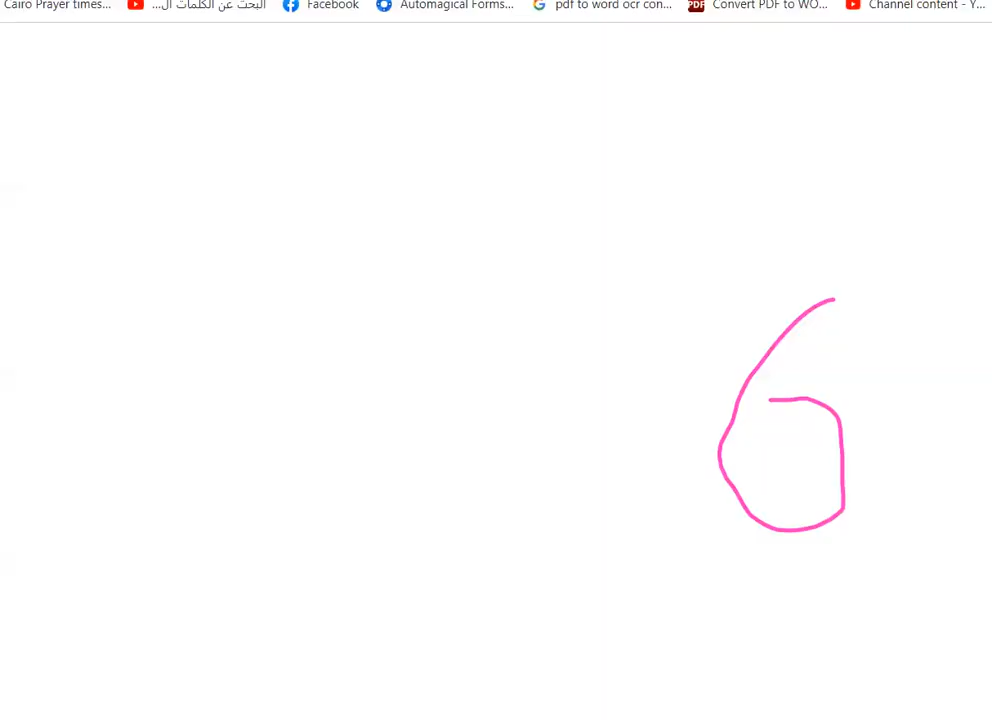 Cairo Prayer times... البحث عن الكلمات ال... Facebook Automagical Forms... pdf to word ocr con... PDF Convert PDF to WO... Channel content - Y...
6